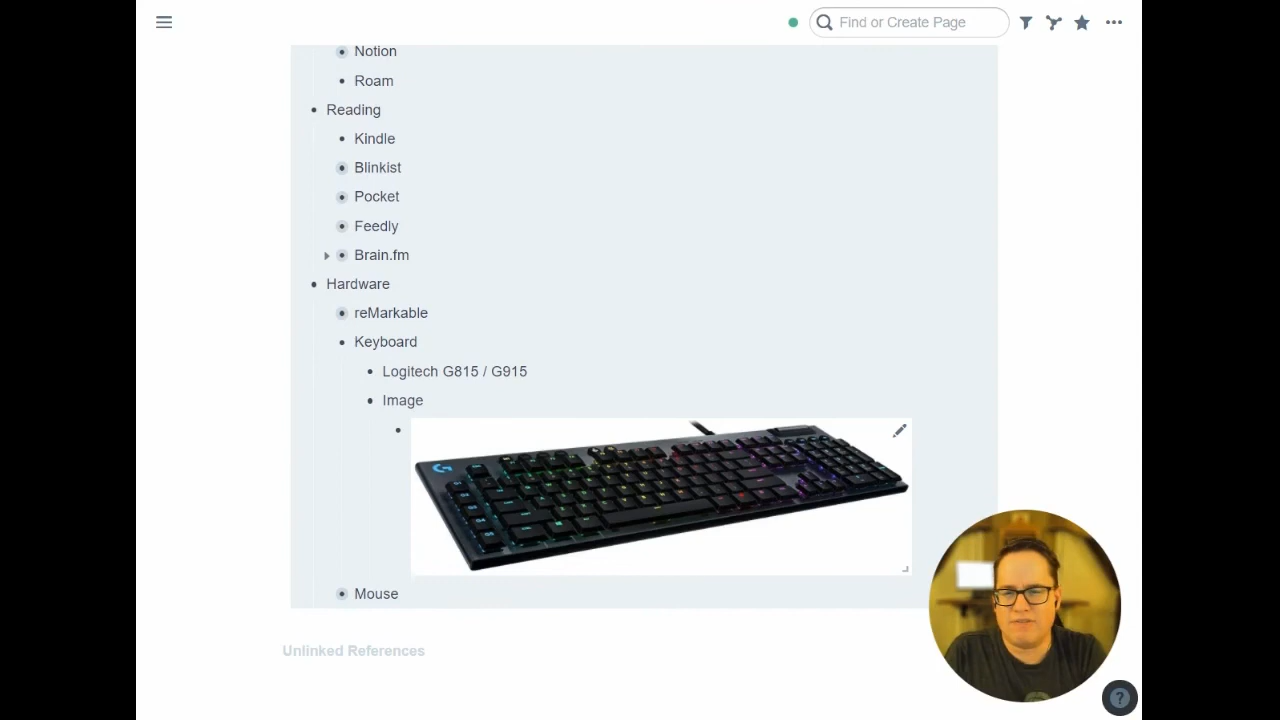 Find or Create Page
Notion
Roam
Reading
Kindle
Blinkist
Pocket
Feedly
Brain.fm
Hardware
reMarkable
Keyboard
Logitech G815 / G915
Image
Mouse
Unlinked References
?